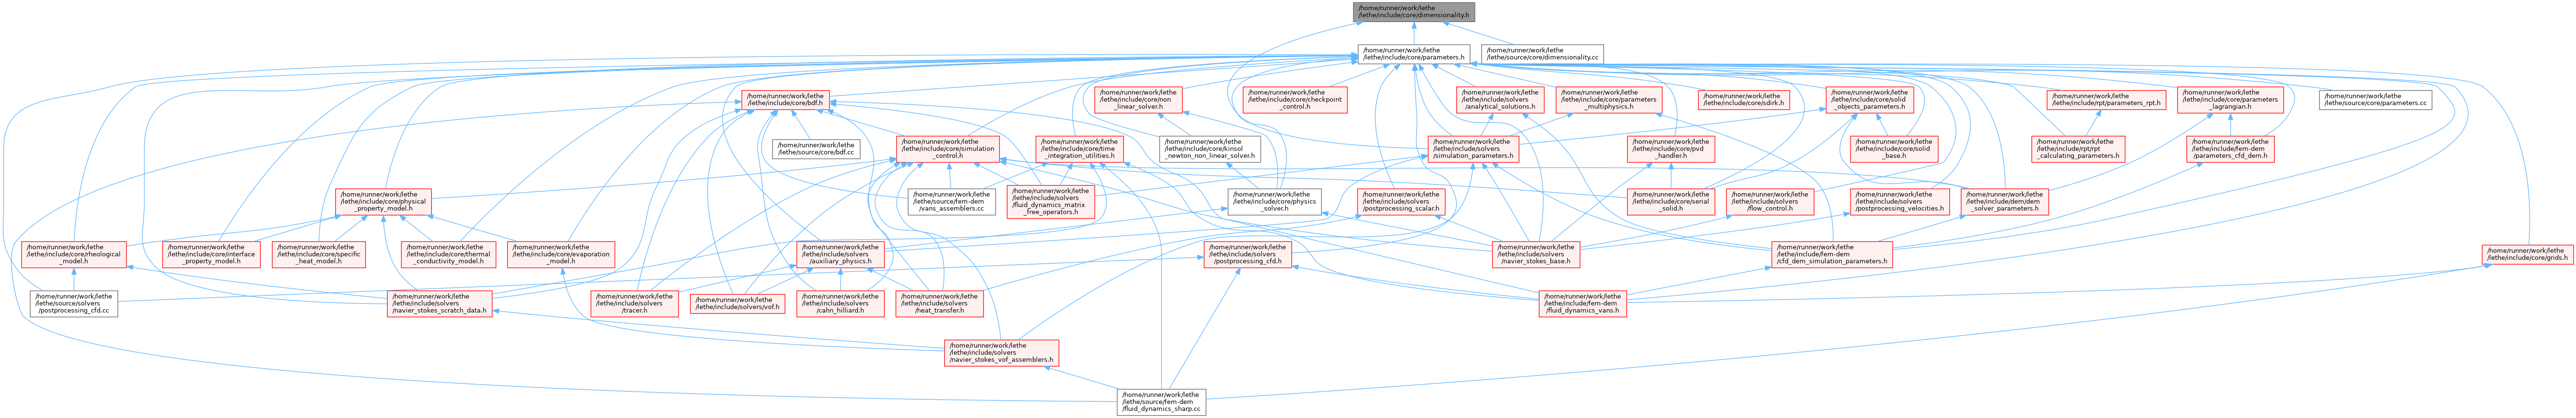 /home/runner/work/lethe
/lethe/include/core/dimensionality.h
/home/runner/work/lethe
/lethe/include/core/parameters.h
/home/runner/work/lethe
/lethe/source/core/dimensionality.cc
/home/runner/work/lethe
/lethe/include/core/bdf.h
/home/runner/work/lethe
/lethe/include/core/non
_linear_solver.h
/home/runner/work/lethe
/lethe/include/core/checkpoint
_control.h
/home/runner/work/lethe
/lethe/include/solvers
/analytical_solutions.h
/home/runner/work/lethe
/lethe/include/core/parameters
_multiphysics.h
/home/runner/work/lethe
/lethe/include/core/sdirk.h
/home/runner/work/lethe
/lethe/include/core/solid
_objects_parameters.h
/home/runner/work/lethe
/lethe/include/rpt/parameters_rpt.h
/home/runner/work/lethe
/lethe/include/core/parameters
_lagrangian.h
/home/runner/work/lethe
/lethe/source/core/parameters.cc
/home/runner/work/lethe
/lethe/source/core/bdf.cc
/home/runner/work/lethe
/lethe/include/core/simulation
_control.h
/home/runner/work/lethe
/lethe/include/core/time
_integration_utilities.h
/home/runner/work/lethe
/lethe/include/core/kinsol
_newton_non_linear_solver.h
/home/runner/work/lethe
/lethe/include/solvers
/simulation_parameters.h
/home/runner/work/lethe
/lethe/include/core/pvd
_handler.h
/home/runner/work/lethe
/lethe/include/core/solid
_base.h
/home/runner/work/lethe
/lethe/include/rpt/rpt
_calculating_parameters.h
/home/runner/work/lethe
/lethe/include/fem-dem
/parameters_cfd_dem.h
/home/runner/work/lethe
/lethe/include/core/physical
_property_model.h
/home/runner/work/lethe
/lethe/source/fem-dem
/vans_assemblers.cc
/home/runner/work/lethe
/lethe/include/solvers
/fluid_dynamics_matrix
_free_operators.h
/home/runner/work/lethe
/lethe/include/core/physics
_solver.h
/home/runner/work/lethe
/lethe/include/solvers
/postprocessing_scalar.h
/home/runner/work/lethe
/lethe/include/core/serial
_solid.h
/home/runner/work/lethe
/lethe/include/solvers
/flow_control.h
/home/runner/work/lethe
/lethe/include/solvers
/postprocessing_velocities.h
/home/runner/work/lethe
/lethe/include/dem/dem
_solver_parameters.h
/home/runner/work/lethe
/lethe/include/core/rheological
_model.h
/home/runner/work/lethe
/lethe/include/core/interface
_property_model.h
/home/runner/work/lethe
/lethe/include/core/specific
_heat_model.h
/home/runner/work/lethe
/lethe/include/core/thermal
_conductivity_model.h
/home/runner/work/lethe
/lethe/include/core/evaporation
_model.h
/home/runner/work/lethe
/lethe/include/solvers
/auxiliary_physics.h
/home/runner/work/lethe
/lethe/include/solvers
/postprocessing_cfd.h
/home/runner/work/lethe
/lethe/include/solvers
/navier_stokes_base.h
/home/runner/work/lethe
/lethe/include/fem-dem
/cfd_dem_simulation_parameters.h
/home/runner/work/lethe
/lethe/include/core/grids.h
/home/runner/work/lethe
/lethe/source/solvers
/postprocessing_cfd.cc
/home/runner/work/lethe
/lethe/include/solvers
/navier_stokes_scratch_data.h
/home/runner/work/lethe
/lethe/include/solvers
/tracer.h
/home/runner/work/lethe
/lethe/include/solvers/vof.h
/home/runner/work/lethe
/lethe/include/solvers
/cahn_hilliard.h
/home/runner/work/lethe
/lethe/include/solvers
/heat_transfer.h
/home/runner/work/lethe
/lethe/include/fem-dem
/fluid_dynamics_vans.h
/home/runner/work/lethe
/lethe/include/solvers
/navier_stokes_vof_assemblers.h
/home/runner/work/lethe
/lethe/source/fem-dem
/fluid_dynamics_sharp.cc